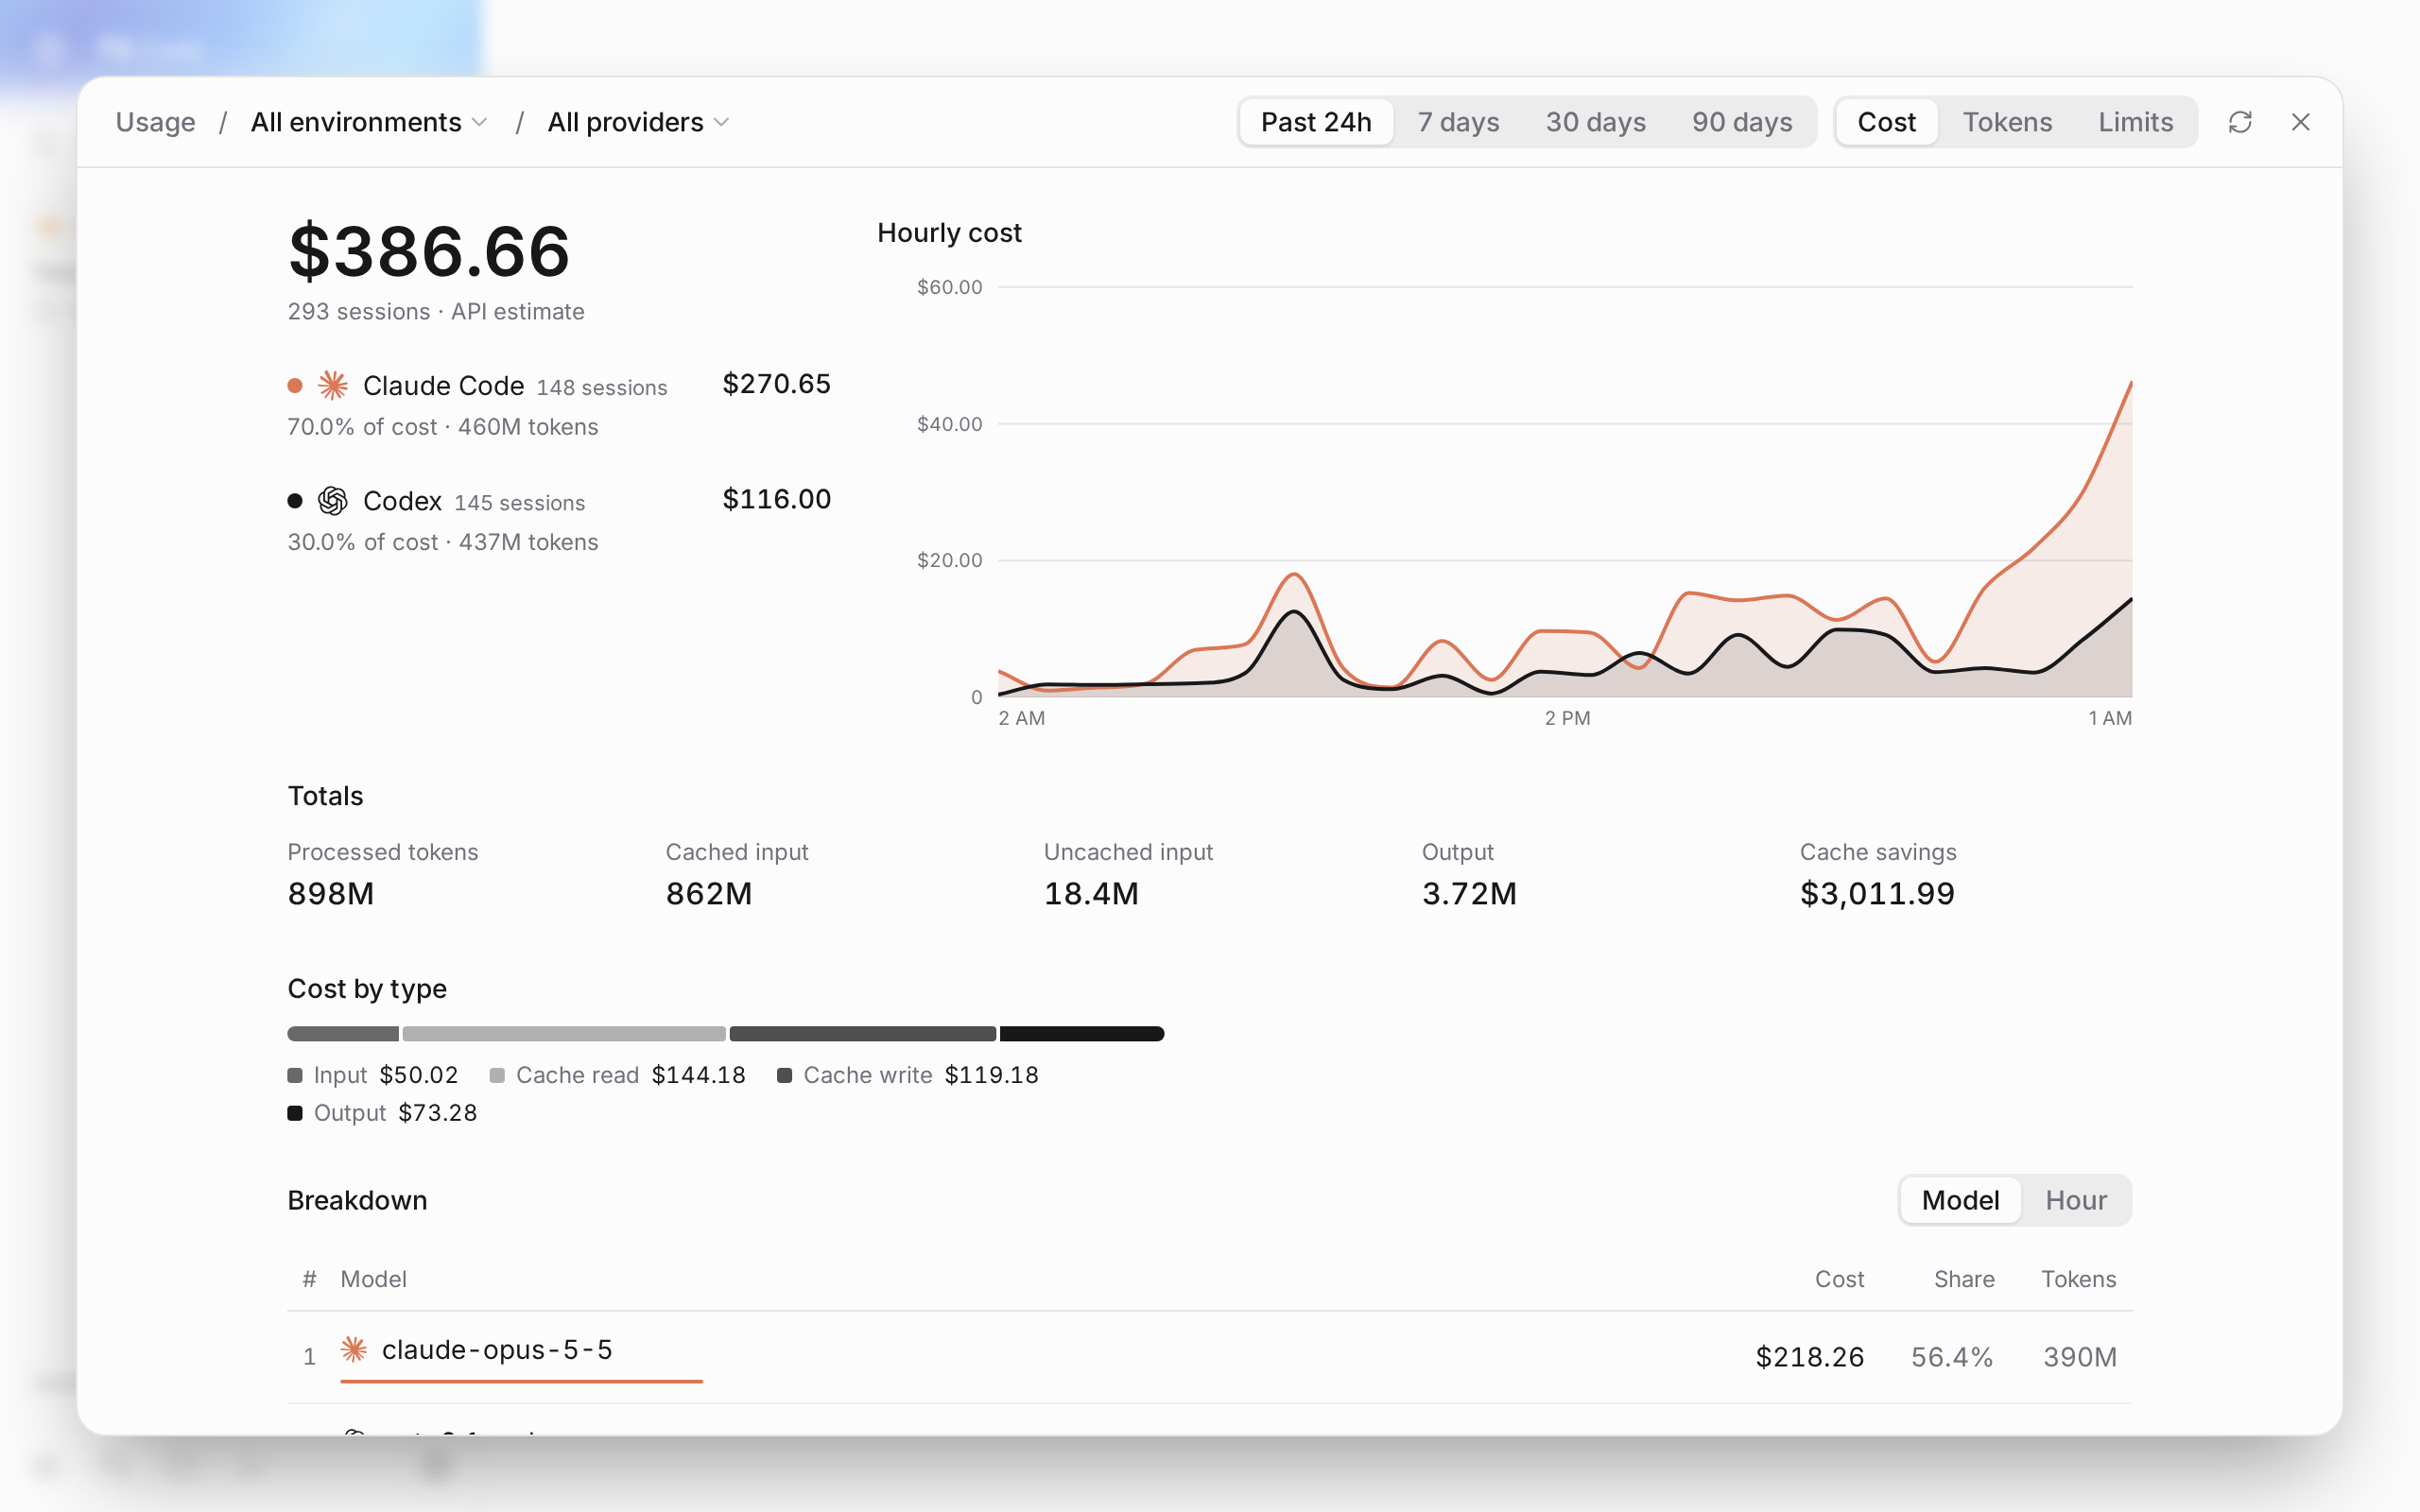 Usage / All environments / All providers
Past 24h 7 days 30 days 90 days
Cost Tokens Limits
$386.66
293 sessions · API estimate
Claude Code 148 sessions $270.65
70.0% of cost · 460M tokens
Codex 145 sessions $116.00
30.0% of cost · 437M tokens
Hourly cost
$60.00
$40.00
$20.00
0
2 AM 2 PM 1 AM
Totals
Processed tokens Cached input Uncached input Output Cache savings
898M 862M 18.4M 3.72M $3,011.99
Cost by type
Input $50.02 Cache read $144.18 Cache write $119.18
Output $73.28
Breakdown
Model Hour
# Model Cost Share Tokens
1 claude-opus-5-5 $218.26 56.4% 390M